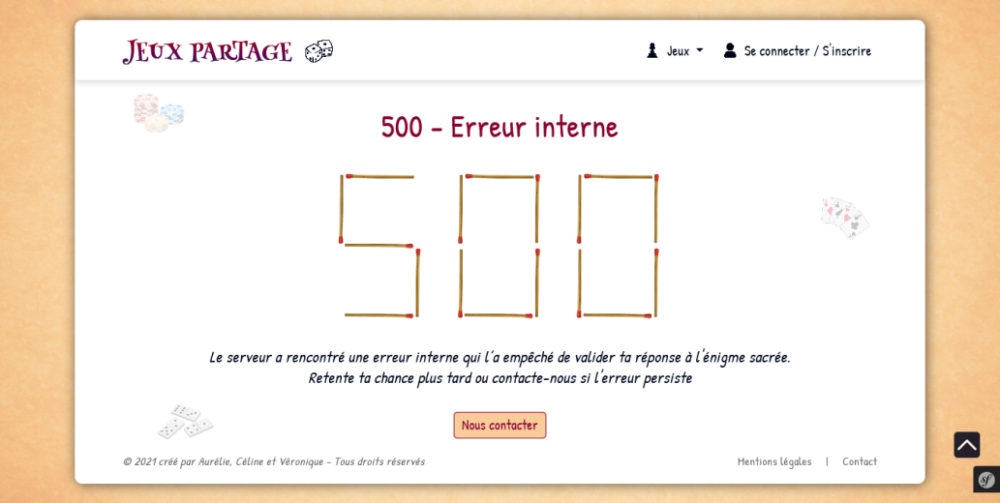 JEUX PARTAGE
Jeux
Se connecter / S'inscrire
500 - Erreur interne
500
Le serveur a rencontré une erreur interne qui l'a empêché de valider ta réponse à l'énigme sacrée.
Retente ta chance plus tard ou contacte-nous si l'erreur persiste
Nous contacter
© 2021 créé par Aurélie, Céline et Véronique - Tous droits réservés
Mentions légales | Contact
sf